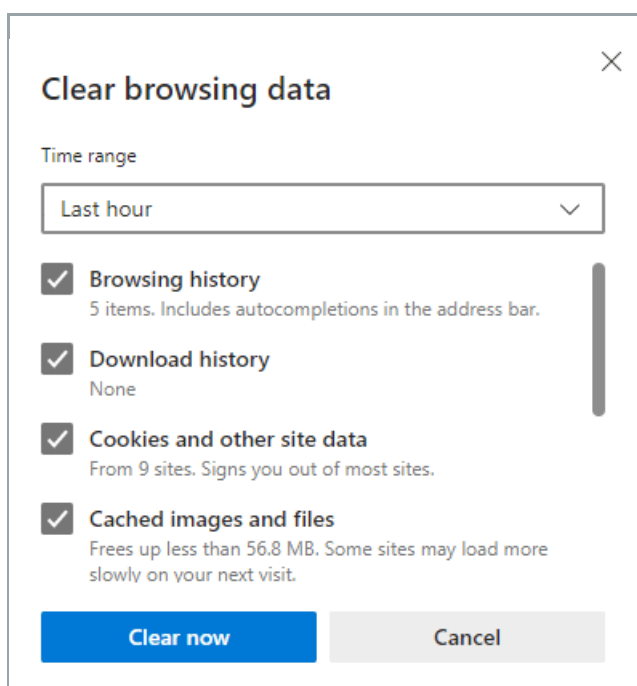 Clear browsing data
Time range
Last hour
Browsing history
5 items. Includes autocompletions in the address bar.
Download history
None
Cookies and other site data
From 9 sites. Signs you out of most sites.
Cached images and files
Frees up less than 56.8 MB. Some sites may load more
slowly on your next visit.
Clear now
Cancel